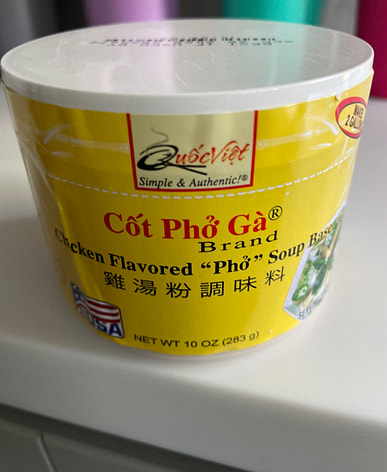 QuốcViệt
Simple & Authentic!®
MAKES
Cốt Phở Gà®
Brand
Chicken Flavored “Phở” Soup Base
雞湯粉調味料
USA
NET WT 10 OZ (283 g)